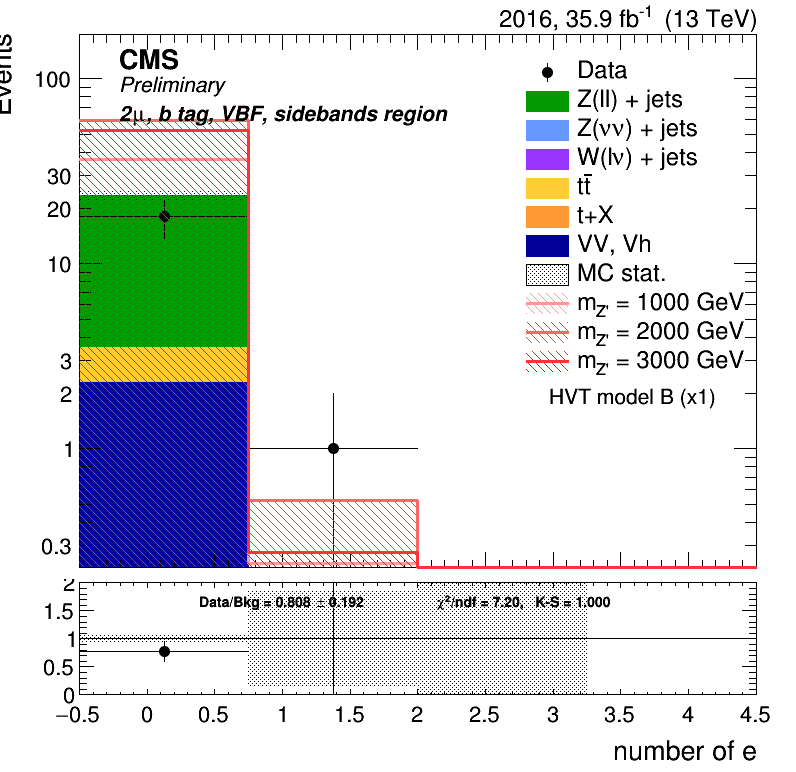 2016, 35.9 fb⁻¹ (13 TeV)
Events
CMS
Preliminary
2μ, b tag, VBF, sidebands region
Data
Z(ll) + jets
Z(νν) + jets
W(lν) + jets
tt̄
t+X
VV, Vh
MC stat.
m_Z' = 1000 GeV
m_Z' = 2000 GeV
m_Z' = 3000 GeV
HVT model B (x1)
100
30
20
10
3
2
1
0.3
Data/Bkg = 0.808 ± 0.192
χ²/ndf = 7.20, K-S = 1.000
2
1.5
1
0.5
0
−0.5 0 0.5 1 1.5 2 2.5 3 3.5 4 4.5
number of e